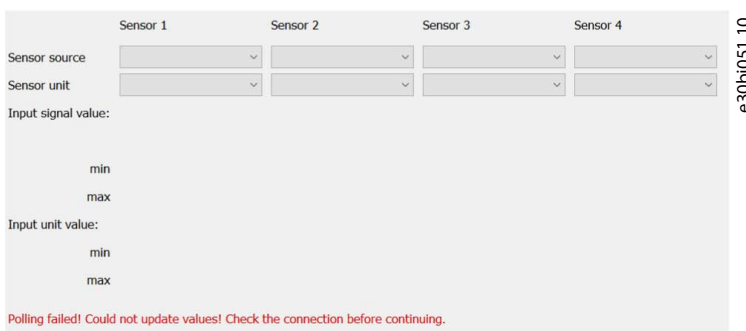 Sensor 1 Sensor 2 Sensor 3 Sensor 4
Sensor source
Sensor unit
Input signal value:
min
max
Input unit value:
min
max
Polling failed! Could not update values! Check the connection before continuing.
e30bj051.10